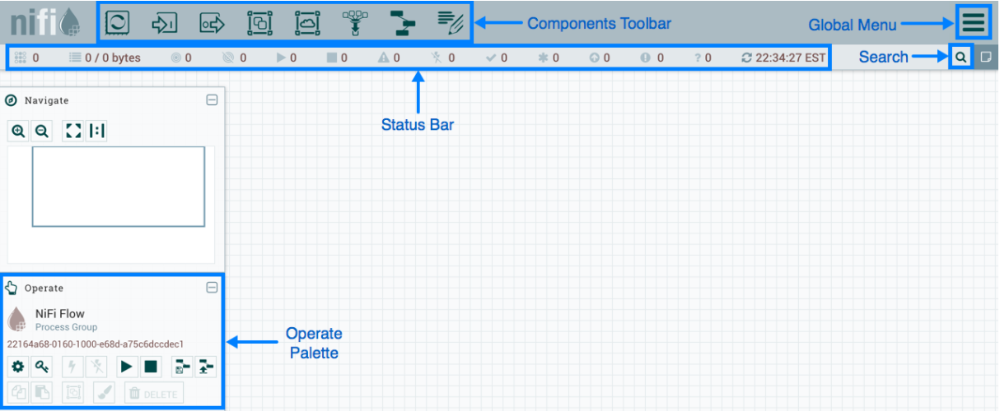 nifi
Components Toolbar
Global Menu
0 0 / 0 bytes 0 0 0 0 0 0 0 0 0 0 ? 0 22:34:27 EST
Search
Status Bar
Navigate
Operate
NiFi Flow
Process Group
22164a68-0160-1000-e68d-a75c6dccdec1
DELETE
Operate
Palette